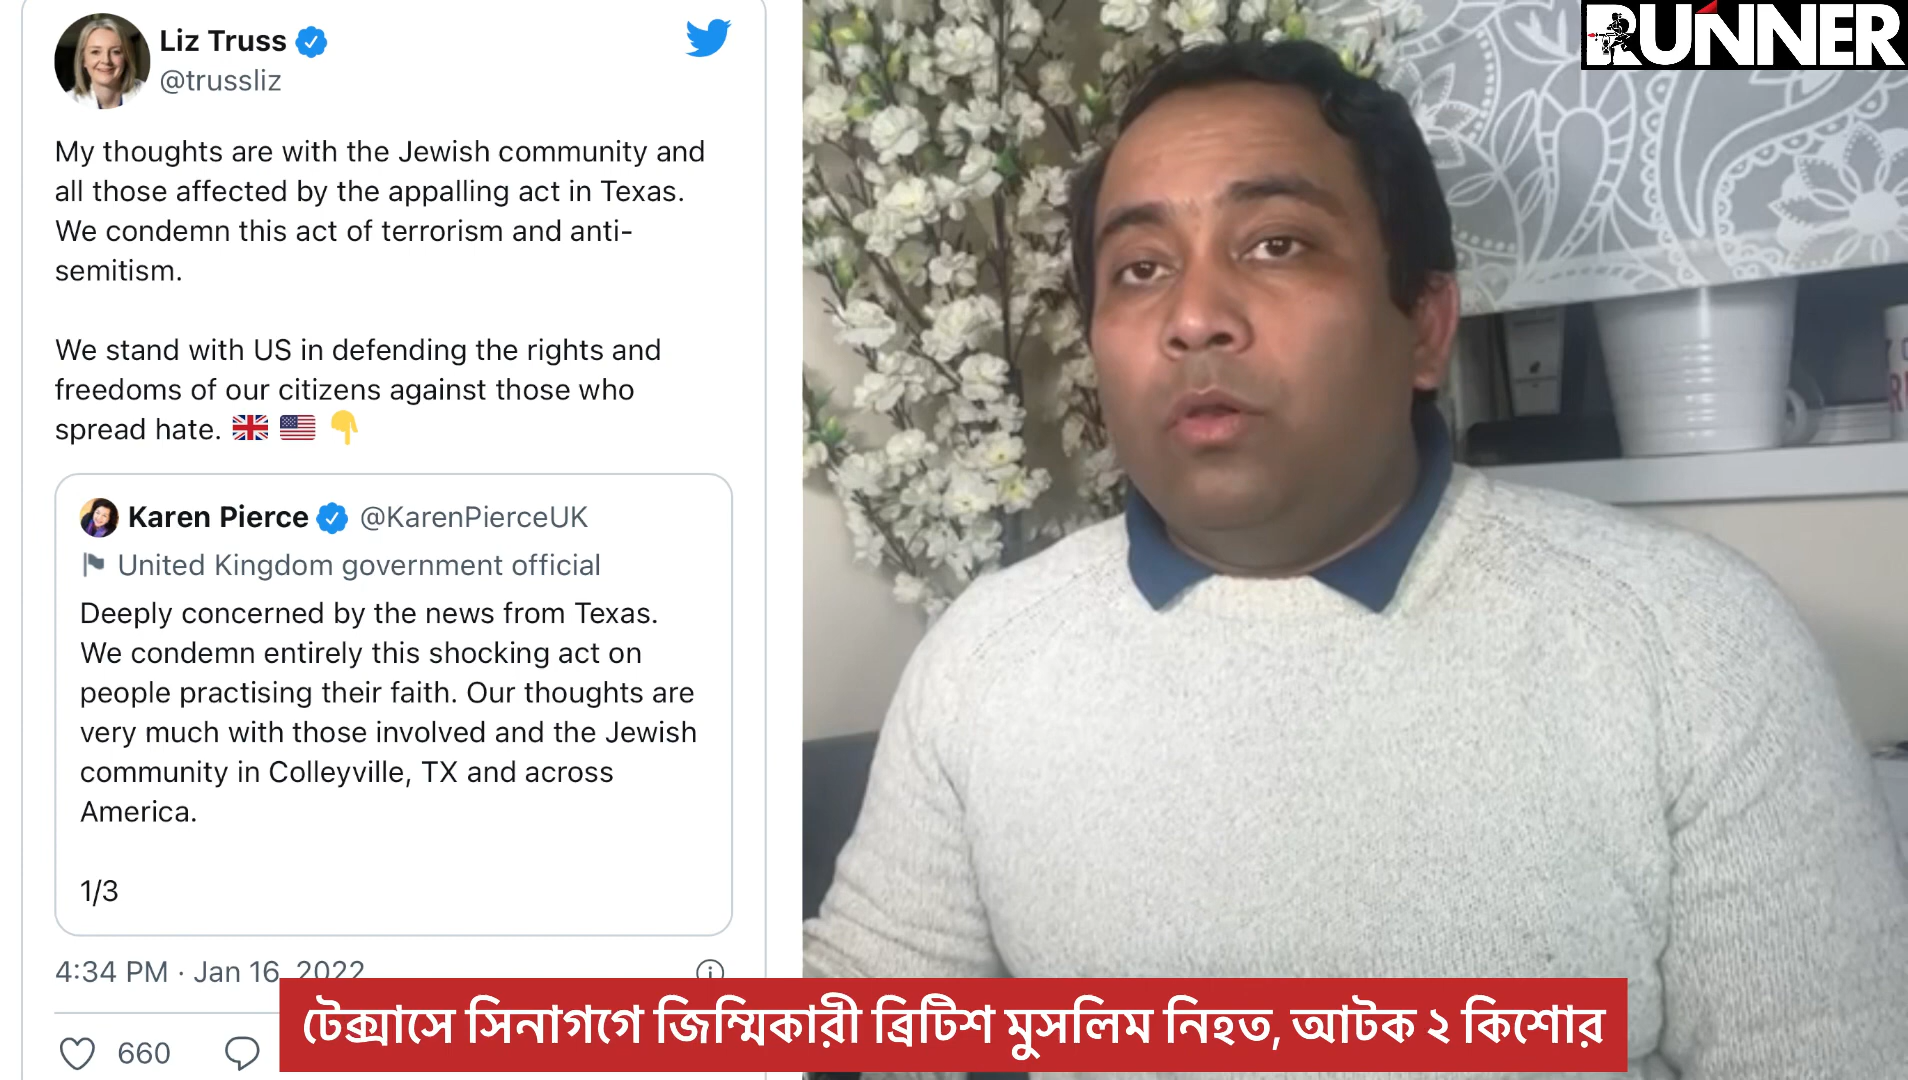 Liz Truss
@trussliz
My thoughts are with the Jewish community and
all those affected by the appalling act in Texas.
We condemn this act of terrorism and anti-
semitism.
We stand with US in defending the rights and
freedoms of our citizens against those who
spread hate. 🇬🇧 🇺🇸 👇
Karen Pierce @KarenPierceUK
United Kingdom government official
Deeply concerned by the news from Texas.
We condemn entirely this shocking act on
people practising their faith. Our thoughts are
very much with those involved and the Jewish
community in Colleyville, TX and across
America.
1/3
4:34 PM · Jan 16, 2022
660
RUNNER
টেক্সাসে সিনাগগে জিম্মিকারী ব্রিটিশ মুসলিম নিহত, আটক ২ কিশোর